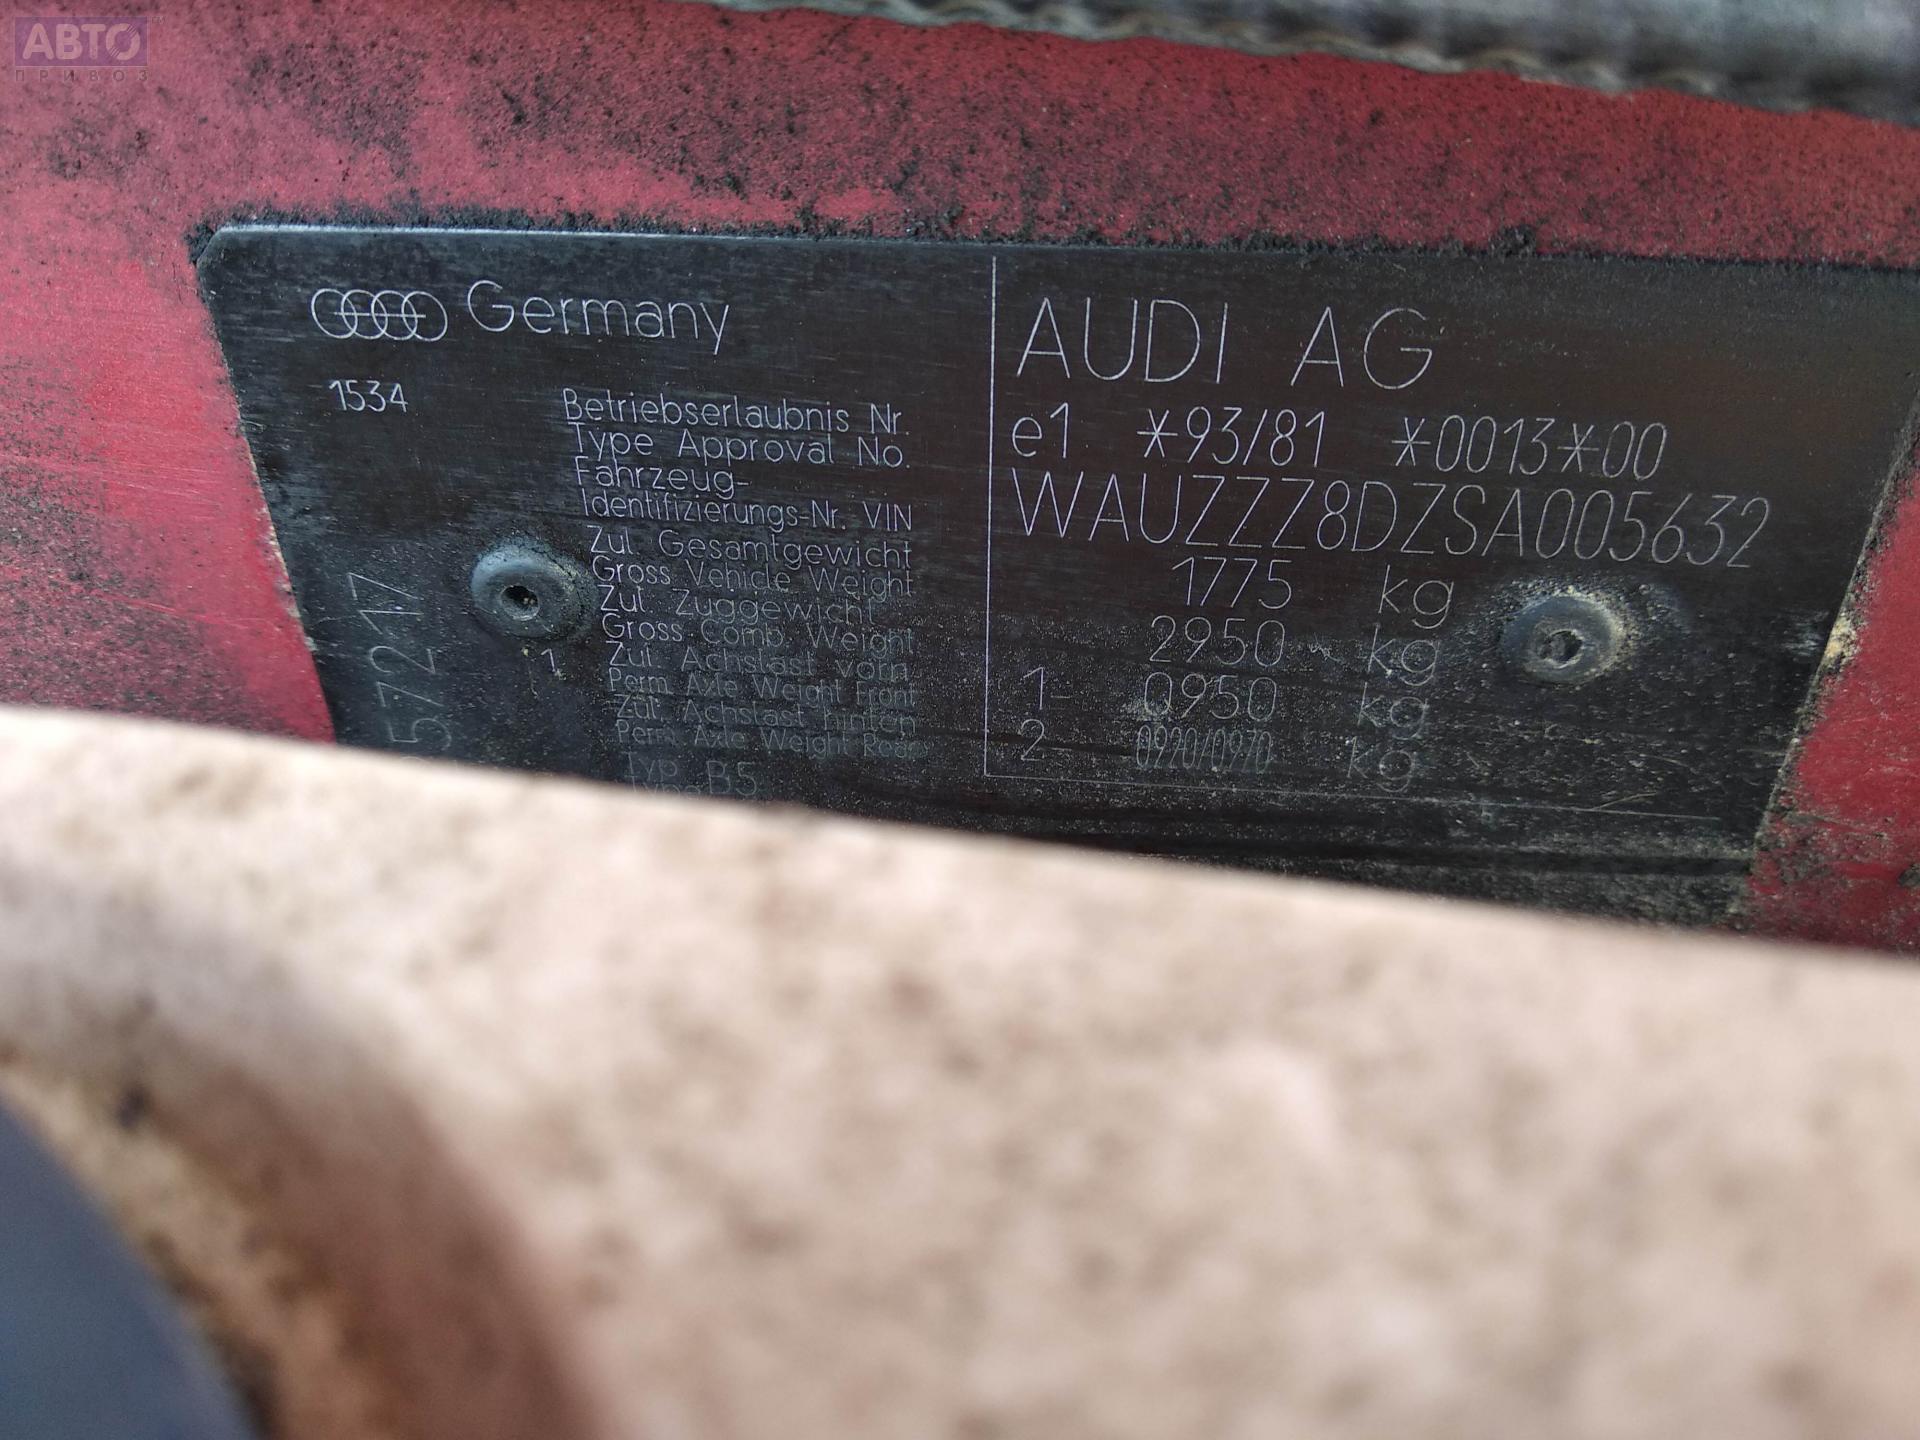 АВТО
ПРИВОЗ
Germany
1534
Betriebserlaubnis Nr.
Type Approval No.
Fahrzeug-
Identifizierungs-Nr. VIN
Zul. Gesamtgewicht
Gross Vehicle Weight
Zul. Zuggewicht
Gross Comb. Weight
Zul. Achslast vorn
Perm. Axle Weight Front
Zul. Achslast hinten
Perm. Axle Weight Rear
Typ
Type B5
1
572217
AUDI AG
e1 *93/81 *0013*00
WAUZZZ8DZSA005632
1775 kg
2950 kg
1- 0950 kg
2- 0920/0970 kg